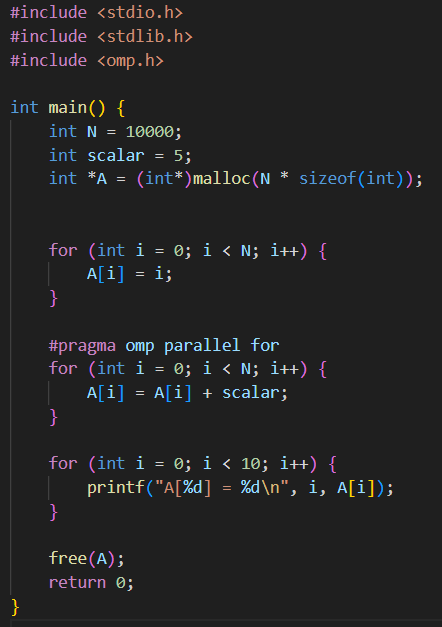 #include <stdio.h>
#include <stdlib.h>
#include <omp.h>
int main() {
int N = 10000;
int scalar = 5;
int *A = (int*)malloc(N * sizeof(int));
for (int i = 0; i < N; i++) {
A[i] = i;
}
#pragma omp parallel for
for (int i = 0; i < N; i++) {
A[i] = A[i] + scalar;
}
for (int i = 0; i < 10; i++) {
printf("A[%d] = %d\n", i, A[i]);
}
free(A);
return 0;
}